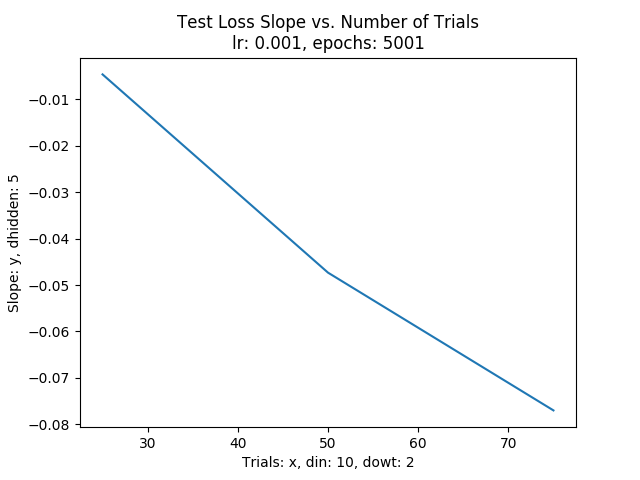 Test Loss Slope vs. Number of Trials
lr: 0.001, epochs: 5001
Slope: y, dhidden: 5
−0.01
−0.02
−0.03
−0.04
−0.05
−0.06
−0.07
−0.08
30 40 50 60 70
Trials: x, din: 10, dowt: 2